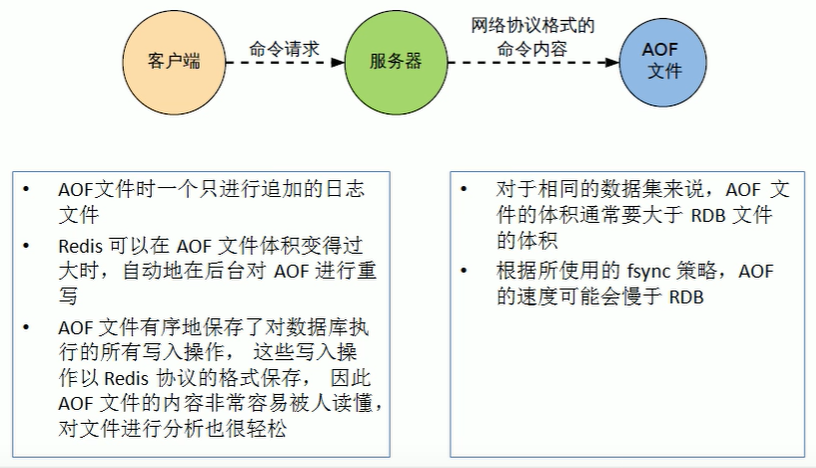 客户端
命令请求
服务器
网络协议格式的
命令内容
AOF
文件
• AOF文件时一个只进行追加的日志
文件
• Redis 可以在 AOF 文件体积变得过
大时，自动地在后台对 AOF 进行重
写
• AOF 文件有序地保存了对数据库执
行的所有写入操作， 这些写入操
作以 Redis 协议的格式保存， 因此
AOF 文件的内容非常容易被人读懂，
对文件进行分析也很轻松
• 对于相同的数据集来说，AOF 文
件的体积通常要大于 RDB 文件
的体积
• 根据所使用的 fsync 策略，AOF
的速度可能会慢于 RDB